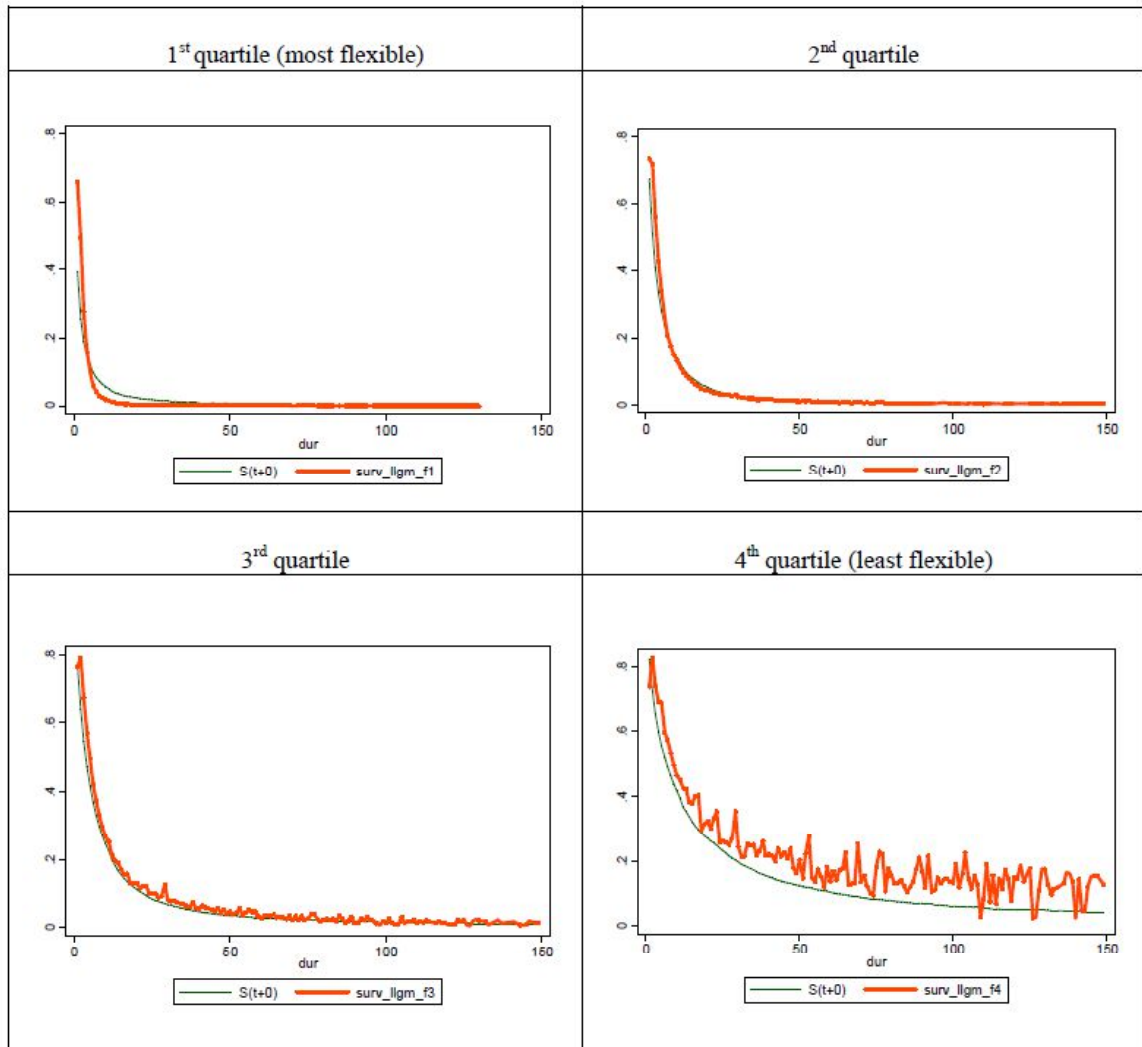 1st quartile (most flexible)
2nd quartile
.8
.6
.4
.2
0
0 50 100 150
dur
S(t+0) surv_llgm_f1
.8
.6
.4
.2
0
0 50 100 150
dur
S(t+0) surv_llgm_f2
3rd quartile
4th quartile (least flexible)
.8
.6
.4
.2
0
0 50 100 150
dur
S(t+0) surv_llgm_f3
.8
.6
.4
.2
0
0 50 100 150
dur
S(t+0) surv_llgm_f4